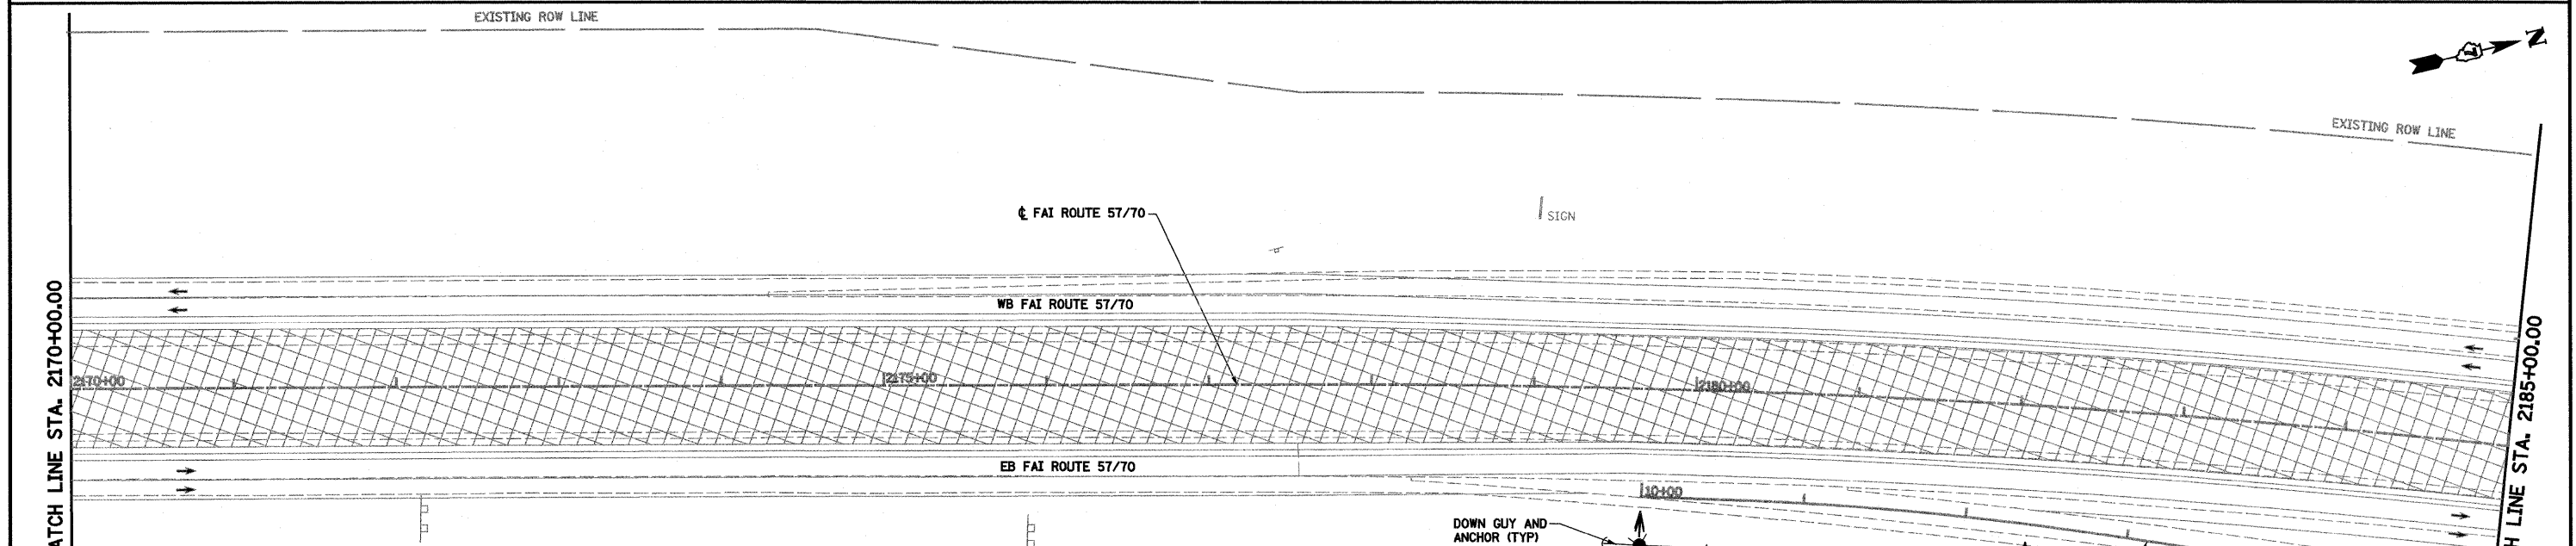 EXISTING ROW LINE
N
EXISTING ROW LINE
℄ FAI ROUTE 57/70
SIGN
WB FAI ROUTE 57/70
ATCH LINE STA. 2170+00.00
2170+00
2175+00
2180+00
H LINE STA. 2185+00.00
EB FAI ROUTE 57/70
10+00
DOWN GUY AND
ANCHOR (TYP)